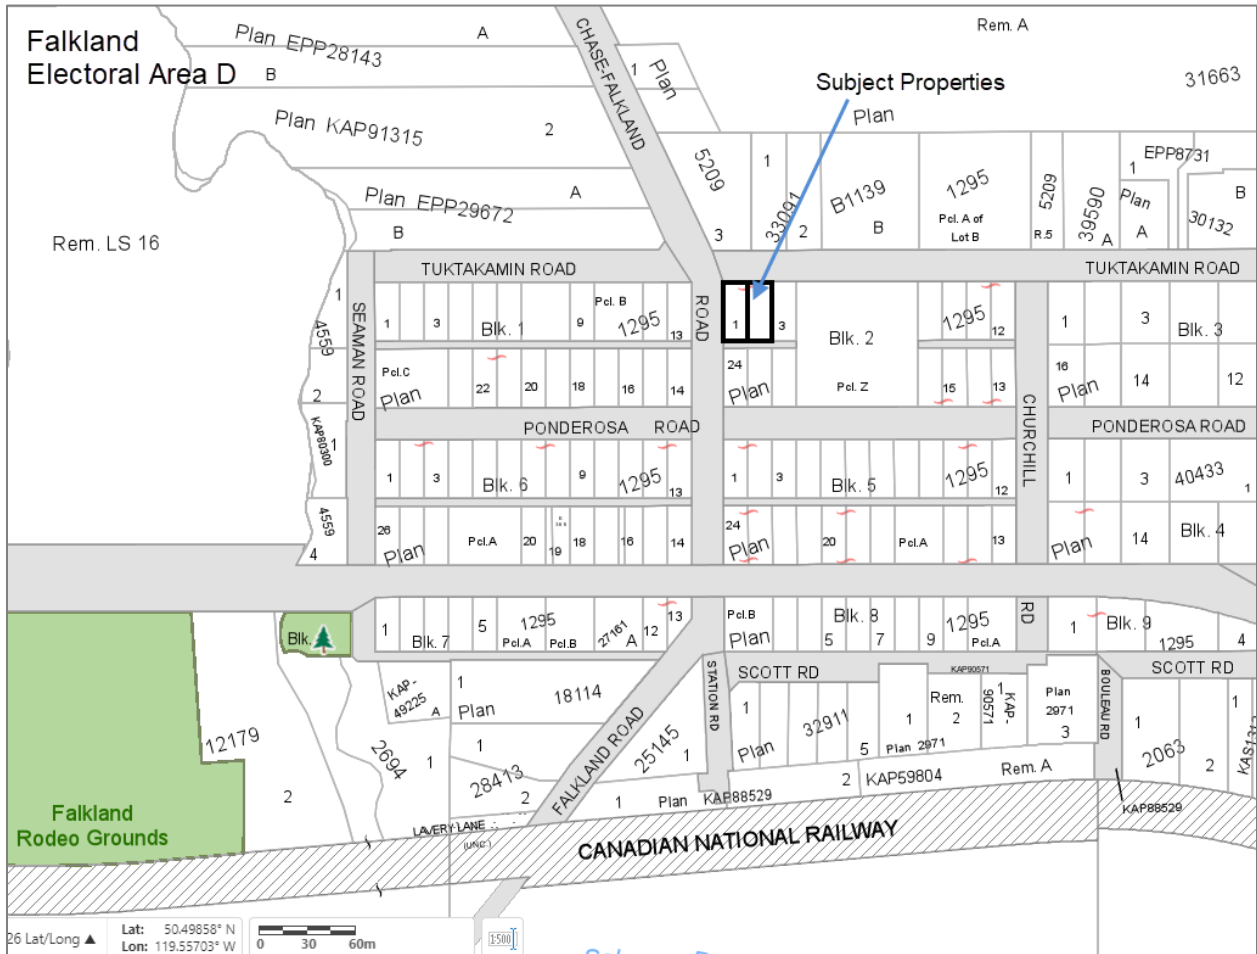 Falkland
Electoral Area D
Plan EPP28143
A
B
CHASE-FALKLAND
1
Plan
Rem. A
31663
Subject Properties
Plan
Plan KAP91315
2
Plan EPP29672
A
B
Rem. LS 16
5209
3
1
33091
2
B1139
B
1295
Pcl. A of
Lot B
5209
R.5
39590
A
1
EPP8731
Plan
A
30132
B
TUKTAKAMIN ROAD
TUKTAKAMIN ROAD
SEAMAN ROAD
ROAD
1
4559
2
KAP80300
1
4559
4
1
3
Blk. 1
9
Pcl. B
1295
13
1
3
Blk. 2
1295
12
1
3
Blk. 3
Pcl.C
Plan
22
20
18
16
14
24
Plan
Pcl. Z
15
13
16
Plan
14
12
CHURCHILL
PONDEROSA ROAD
PONDEROSA ROAD
1
3
Blk. 6
9
1295
13
1
3
Blk. 5
1295
12
1
3
40433
1
26
Plan
Pcl.A
20
19
18
16
14
24
Plan
20
Pcl.A
13
Plan
14
Blk. 4
Blk.
1
Blk. 7
5
1295
Pcl.A
Pcl.B
27161
A
12
13
Pcl.B
Plan
5
Blk. 8
7
9
1295
Pcl.A
RD
1
Blk. 9
1295
4
SCOTT RD
KAP90571
SCOTT RD
STATION RD
BOULEAU RD
KAP-
49225
A
1
Plan
18114
FALKLAND ROAD
25145
1
1
Plan
32911
5
1
Plan 2971
Rem.
2
1
KAP-
90571
Plan
2971
3
1
2063
2
1
KAS131
12179
2
2694
1
1
28413
2
1
Plan
KAP88529
2
KAP59804
Rem. A
KAP88529
Falkland
Rodeo Grounds
LAVERY LANE
(UNC.)
CANADIAN NATIONAL RAILWAY
26 Lat/Long ▲
Lat: 50.49858° N
Lon: 119.55703° W
0 30 60m
1:500